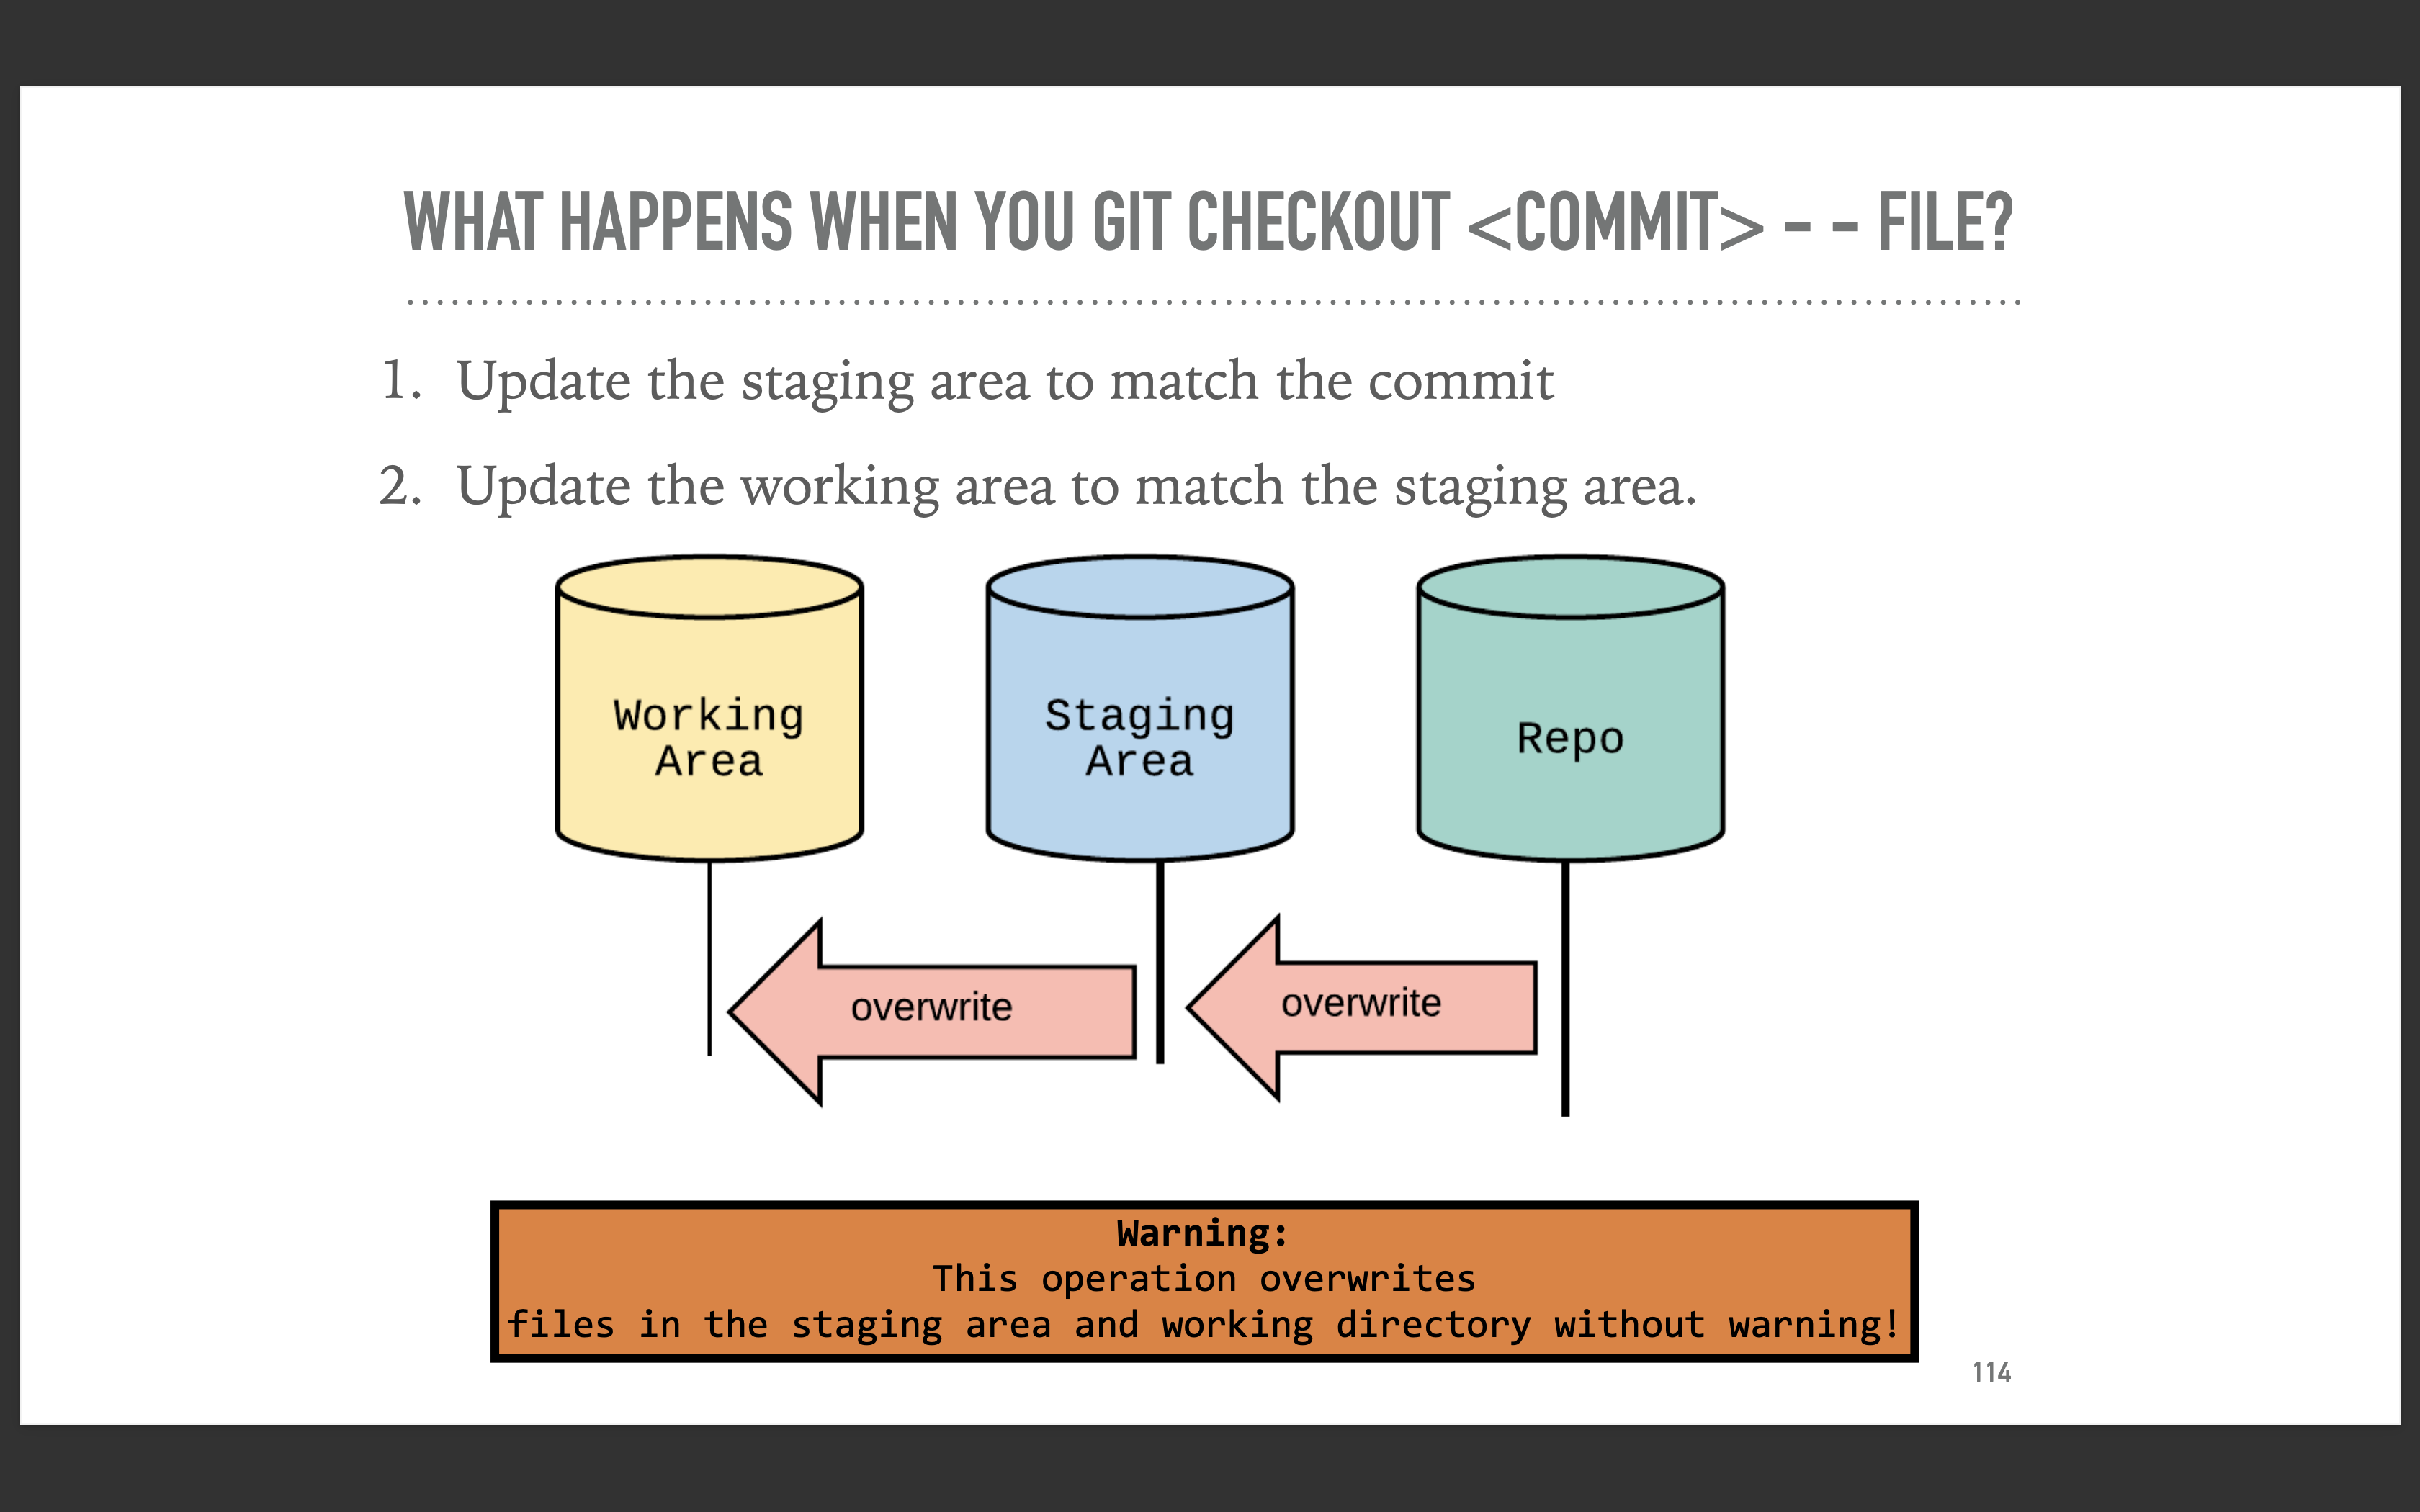 WHAT HAPPENS WHEN YOU GIT CHECKOUT <COMMIT> - - FILE?
1. Update the staging area to match the commit
2. Update the working area to match the staging area.
Working
Area
Staging
Area
Repo
overwrite
overwrite
Warning:
This operation overwrites
files in the staging area and working directory without warning!
114